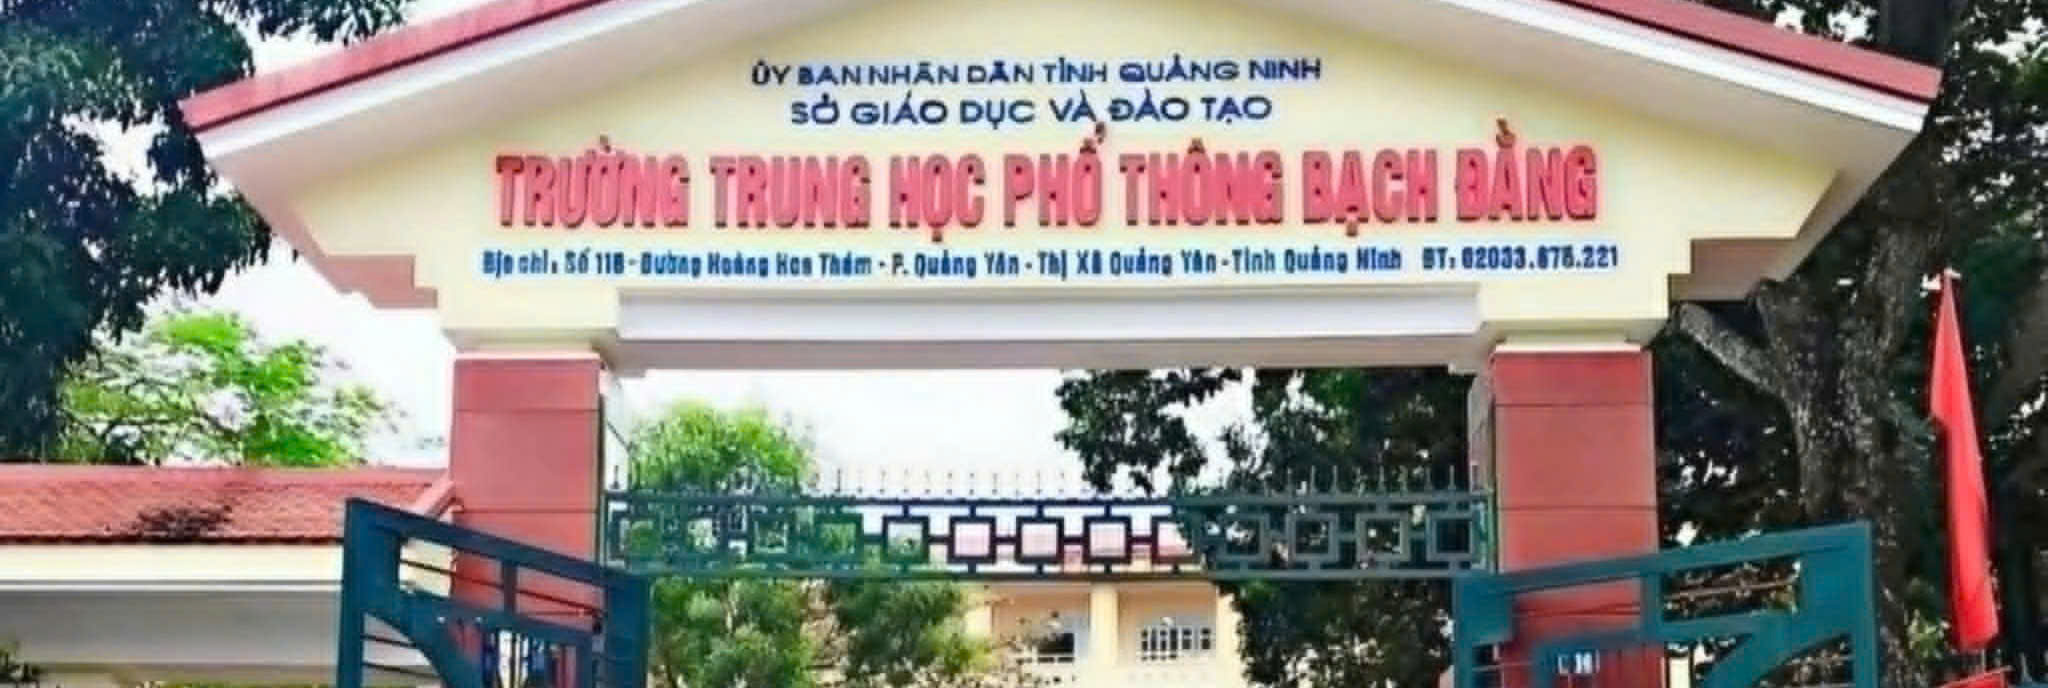 ỦY BAN NHÂN DÂN TỈNH QUẢNG NINH
SỞ GIÁO DỤC VÀ ĐÀO TẠO
TRƯỜNG TRUNG HỌC PHỔ THÔNG BẠCH ĐẰNG
Địa chỉ: Số 116 - Đường Hoàng Hoa Thám - P. Quảng Yên - Thị Xã Quảng Yên - Tỉnh Quảng Ninh ĐT: 02033.875.221